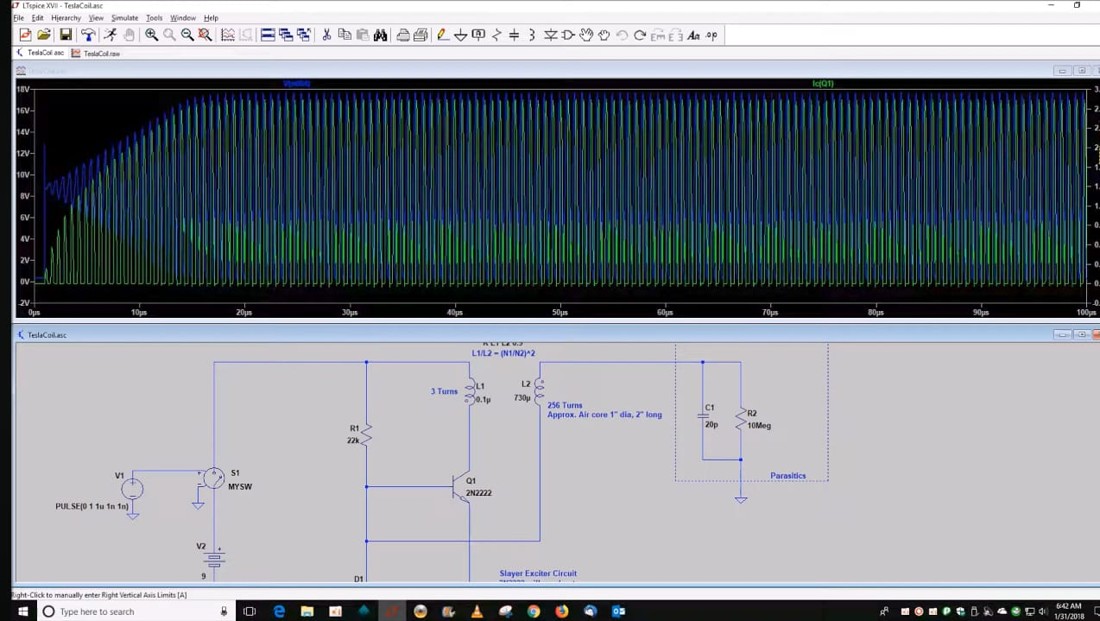 LTspice XVII - TeslaCoil.asc
File Edit Hierarchy View Simulate Tools Window Help
TeslaCoil.asc TeslaCoil.raw
Ic(Q1)
18V
16V
14V
12V
10V
8V
6V
4V
2V
0V
-2V
0µs 10µs 20µs 30µs 40µs 50µs 60µs 70µs 80µs 90µs 100µs
TeslaCoil.asc
L1/L2 = (N1/N2)^2
3 Turns
L1
0.1µ
L2
730µ
256 Turns
Approx. Air core 1" dia, 2" long
C1
20p
R2
10Meg
Parasitics
R1
22k
Q1
2N2222
V1
PULSE(0 1 1u 1n 1n)
S1
MYSW
V2
9
D1
Slayer Exciter Circuit
Right-Click to manually enter Right Vertical Axis Limits [A]
Type here to search
6:42 AM
1/31/2018